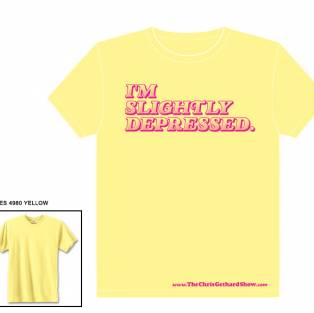 I'M
SLIGHTLY
DEPRESSED.
ES 4980 YELLOW
www.TheChrisGethardShow.com